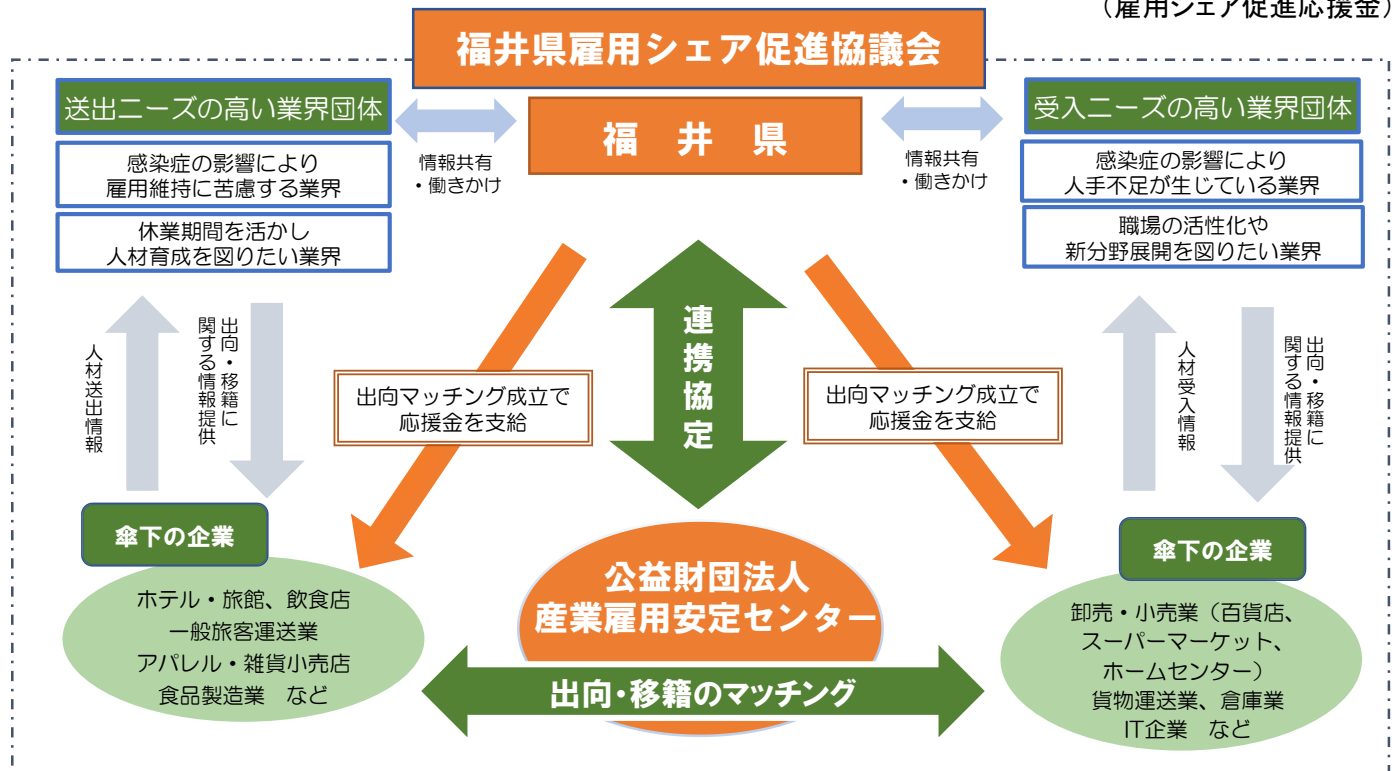 （雇用シェア促進応援金）
福井県雇用シェア促進協議会
送出ニーズの高い業界団体
福　井　県
受入ニーズの高い業界団体
情報共有
・働きかけ
情報共有
・働きかけ
感染症の影響により
雇用維持に苦慮する業界
休業期間を活かし
人材育成を図りたい業界
感染症の影響により
人手不足が生じている業界
職場の活性化や
新分野展開を図りたい業界
人材送出情報
出向・移籍に
関する情報提供
出向マッチング成立で
応援金を支給
連携協定
出向マッチング成立で
応援金を支給
人材受入情報
出向・移籍に
関する情報提供
傘下の企業
ホテル・旅館、飲食店
一般旅客運送業
アパレル・雑貨小売店
食品製造業　など
公益財団法人
産業雇用安定センター
出向・移籍のマッチング
傘下の企業
卸売・小売業（百貨店、
スーパーマーケット、
ホームセンター）
貨物運送業、倉庫業
IT企業　など